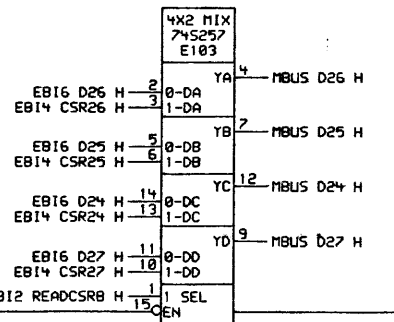 4X2 MIX
74S257
E103
YA 4 MBUS D26 H
EBI6 D26 H 2 0-DA
EBI4 CSR26 H 3 1-DA
YB 7 MBUS D25 H
EBI6 D25 H 5 0-DB
EBI4 CSR25 H 6 1-DB
YC 12 MBUS D24 H
EBI6 D24 H 14 0-DC
EBI4 CSR24 H 13 1-DC
YD 9 MBUS D27 H
EBI6 D27 H 11 0-DD
EBI4 CSR27 H 10 1-DD
BI2 READCSRB H 1 1 SEL
15 EN